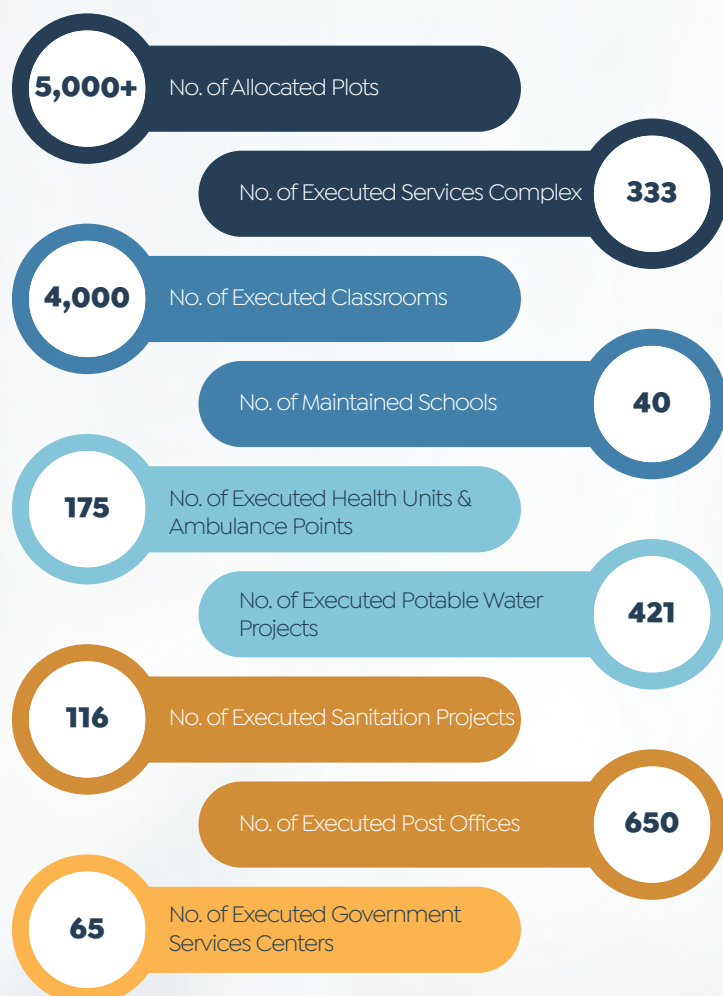 5,000+
No. of Allocated Plots
No. of Executed Services Complex
333
4,000
No. of Executed Classrooms
No. of Maintained Schools
40
175
No. of Executed Health Units &
Ambulance Points
No. of Executed Potable Water
Projects
421
116
No. of Executed Sanitation Projects
No. of Executed Post Offices
650
65
No. of Executed Government
Services Centers